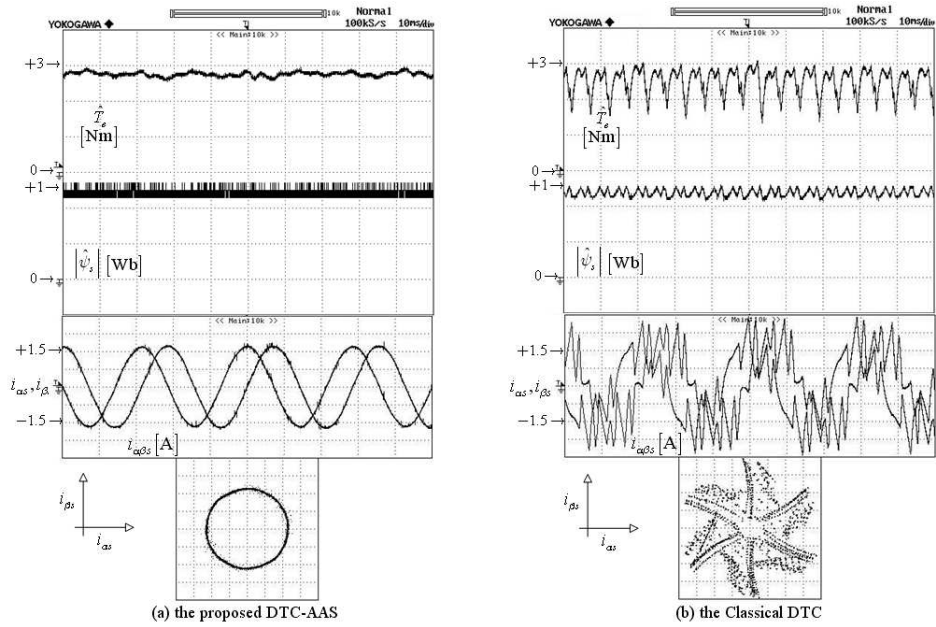 10k Normal
YOKOGAWA ◆ 100kS/s 10ms/div
<< Main:10k >>
+3
T̂e
[Nm]
0
+1
|ψ̂s| [Wb]
0
<< Main:10k >>
+1.5
iαs, iβ
−1.5
iαβs [A]
iβs
iαs
(a) the proposed DTC-AAS
10k Normal
YOKOGAWA ◆ 100kS/s 10ms/div
<< Main:10k >>
+3
T̂e
[Nm]
0
+1
|ψ̂s| [Wb]
0
<< Main:10k >>
+1.5
iαs, iβs
−1.5
iαβs [A]
iβs
iαs
(b) the Classical DTC